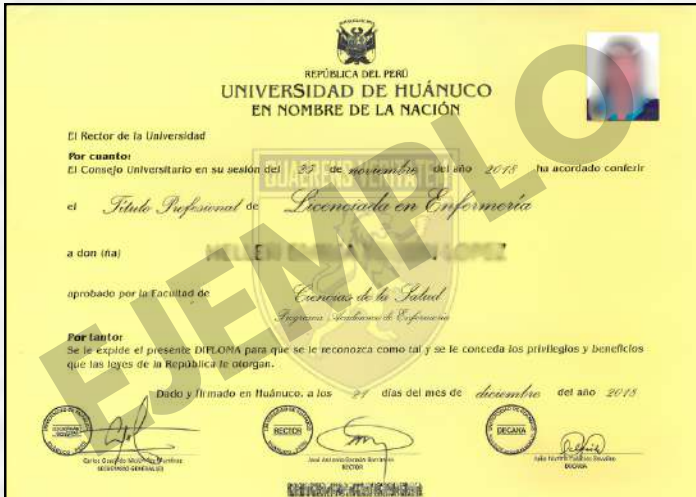 REPÚBLICA DEL PERÚ
UNIVERSIDAD DE HUÁNUCO
EN NOMBRE DE LA NACIÓN
El Rector de la Universidad
Por cuanto:
El Consejo Universitario en su sesión del de noviembre del año 2018 ha acordado conferir
el Título Profesional de Licenciada en Enfermería
a don (ña)
aprobado por la Facultad de Ciencias de la Salud
Programa Académico de Enfermería
Por tanto:
Se le expide el presente DIPLOMA para que se le reconozca como tal y se le conceda los privilegios y beneficios
que las leyes de la República le otorgan.
Dado y firmado en Huánuco, a los días del mes de diciembre del año 2018
RECTOR
DECANA
SECRETARIO GENERAL
RECTOR
DECANA
EJEMPLO